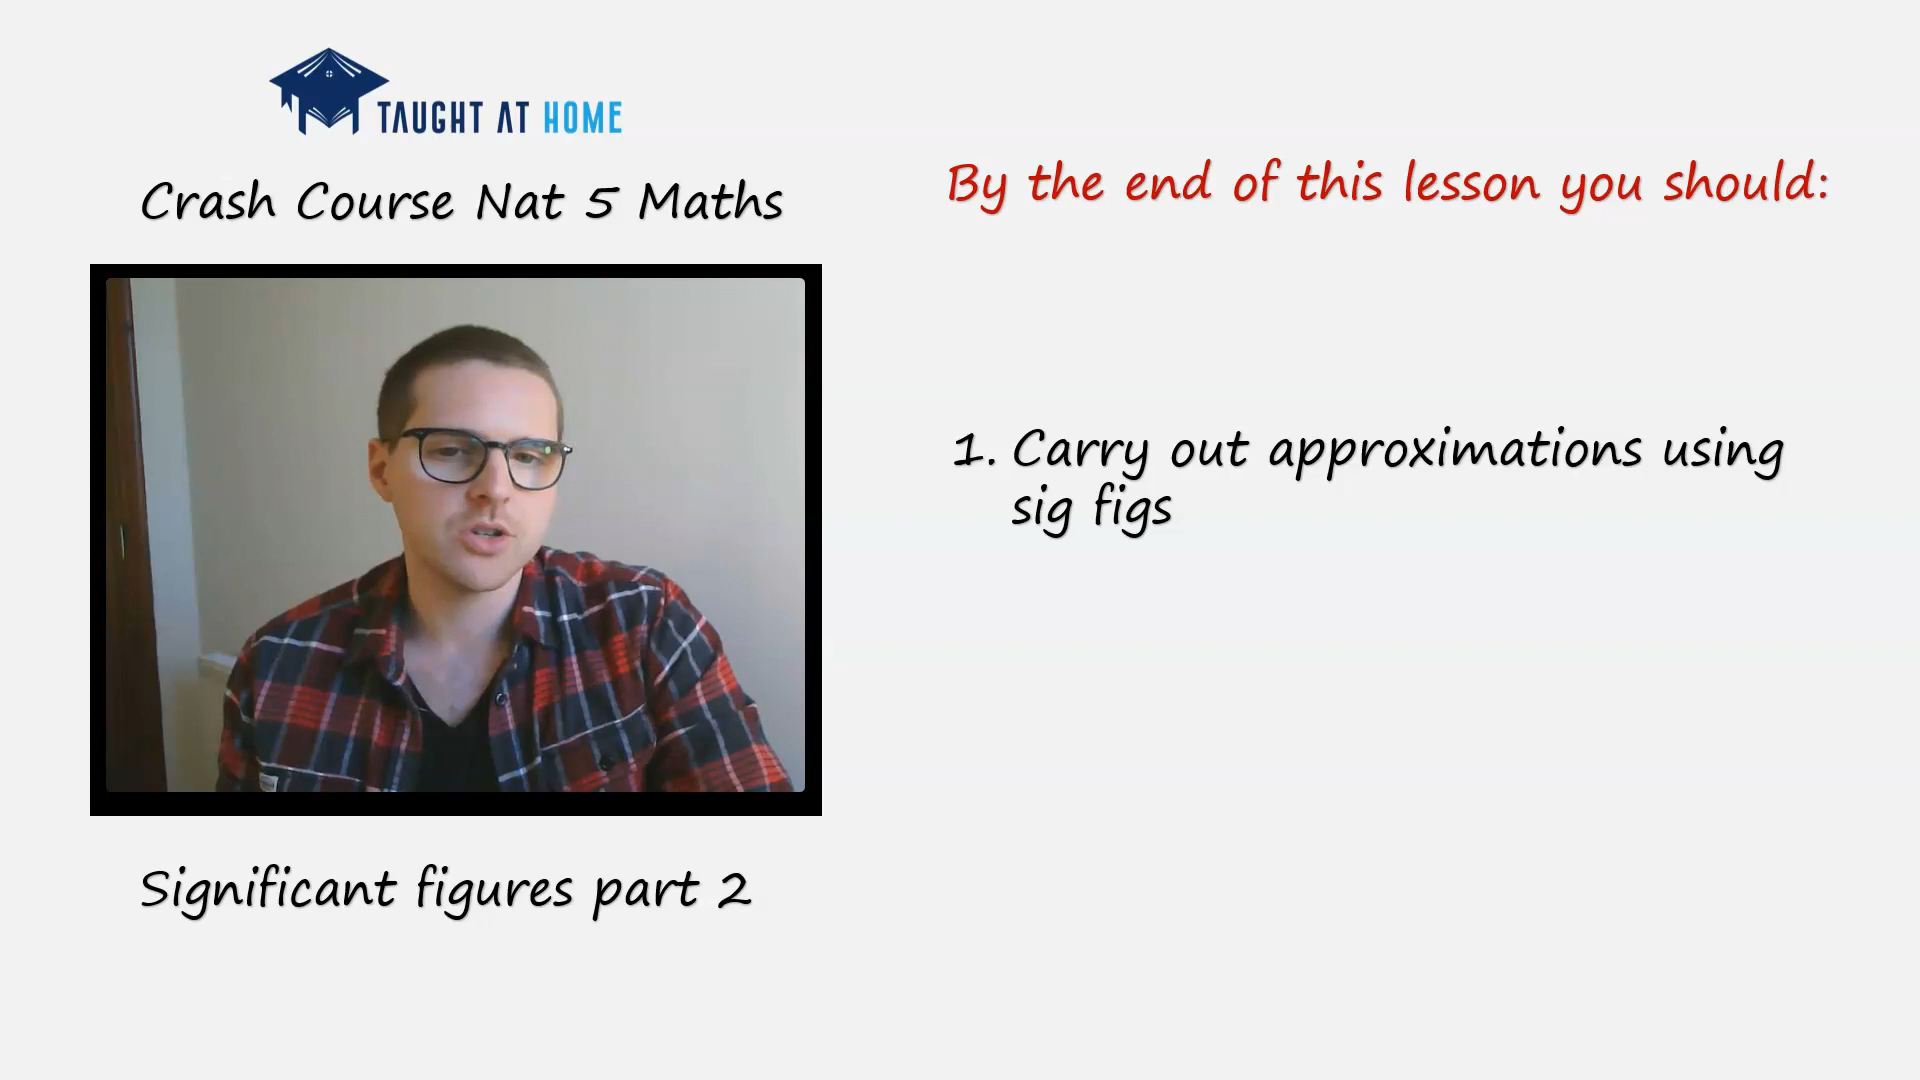 TAUGHT AT HOME
Crash Course Nat 5 Maths
Significant figures part 2
By the end of this lesson you should:
1. Carry out approximations using
sig figs